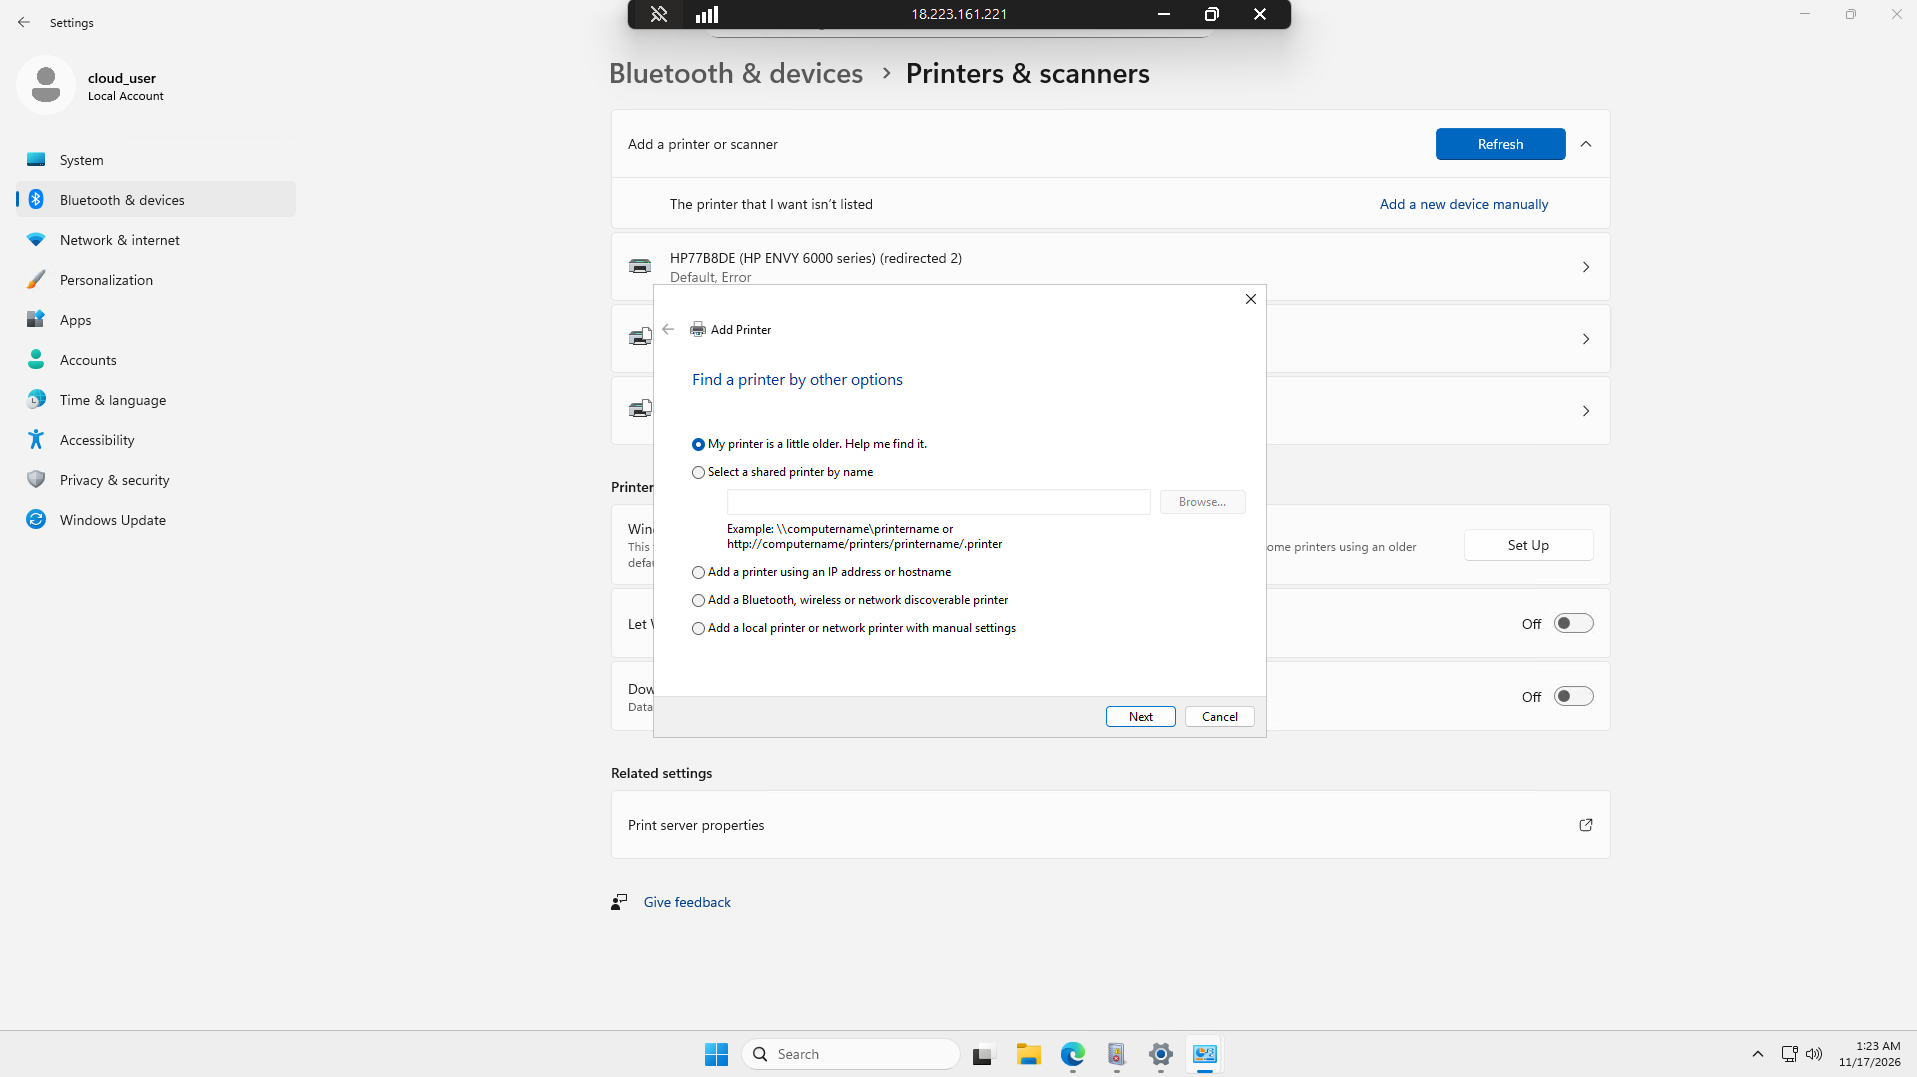 Settings
18.223.161.221
cloud_user
Local Account
System
Bluetooth & devices
Network & internet
Personalization
Apps
Accounts
Time & language
Accessibility
Privacy & security
Windows Update
Bluetooth & devices › Printers & scanners
Add a printer or scanner
Refresh
The printer that I want isn't listed
Add a new device manually
HP77B8DE (HP ENVY 6000 series) (redirected 2)
Default, Error
Add Printer
Find a printer by other options
My printer is a little older. Help me find it.
Select a shared printer by name
Browse...
Example: \\computername\printername or
http://computername/printers/printername/.printer
Add a printer using an IP address or hostname
Add a Bluetooth, wireless or network discoverable printer
Add a local printer or network printer with manual settings
Next
Cancel
Printer
This
ome printers using an older
Set Up
Let
Off
Off
Related settings
Print server properties
Give feedback
Search
1:23 AM
11/17/2026